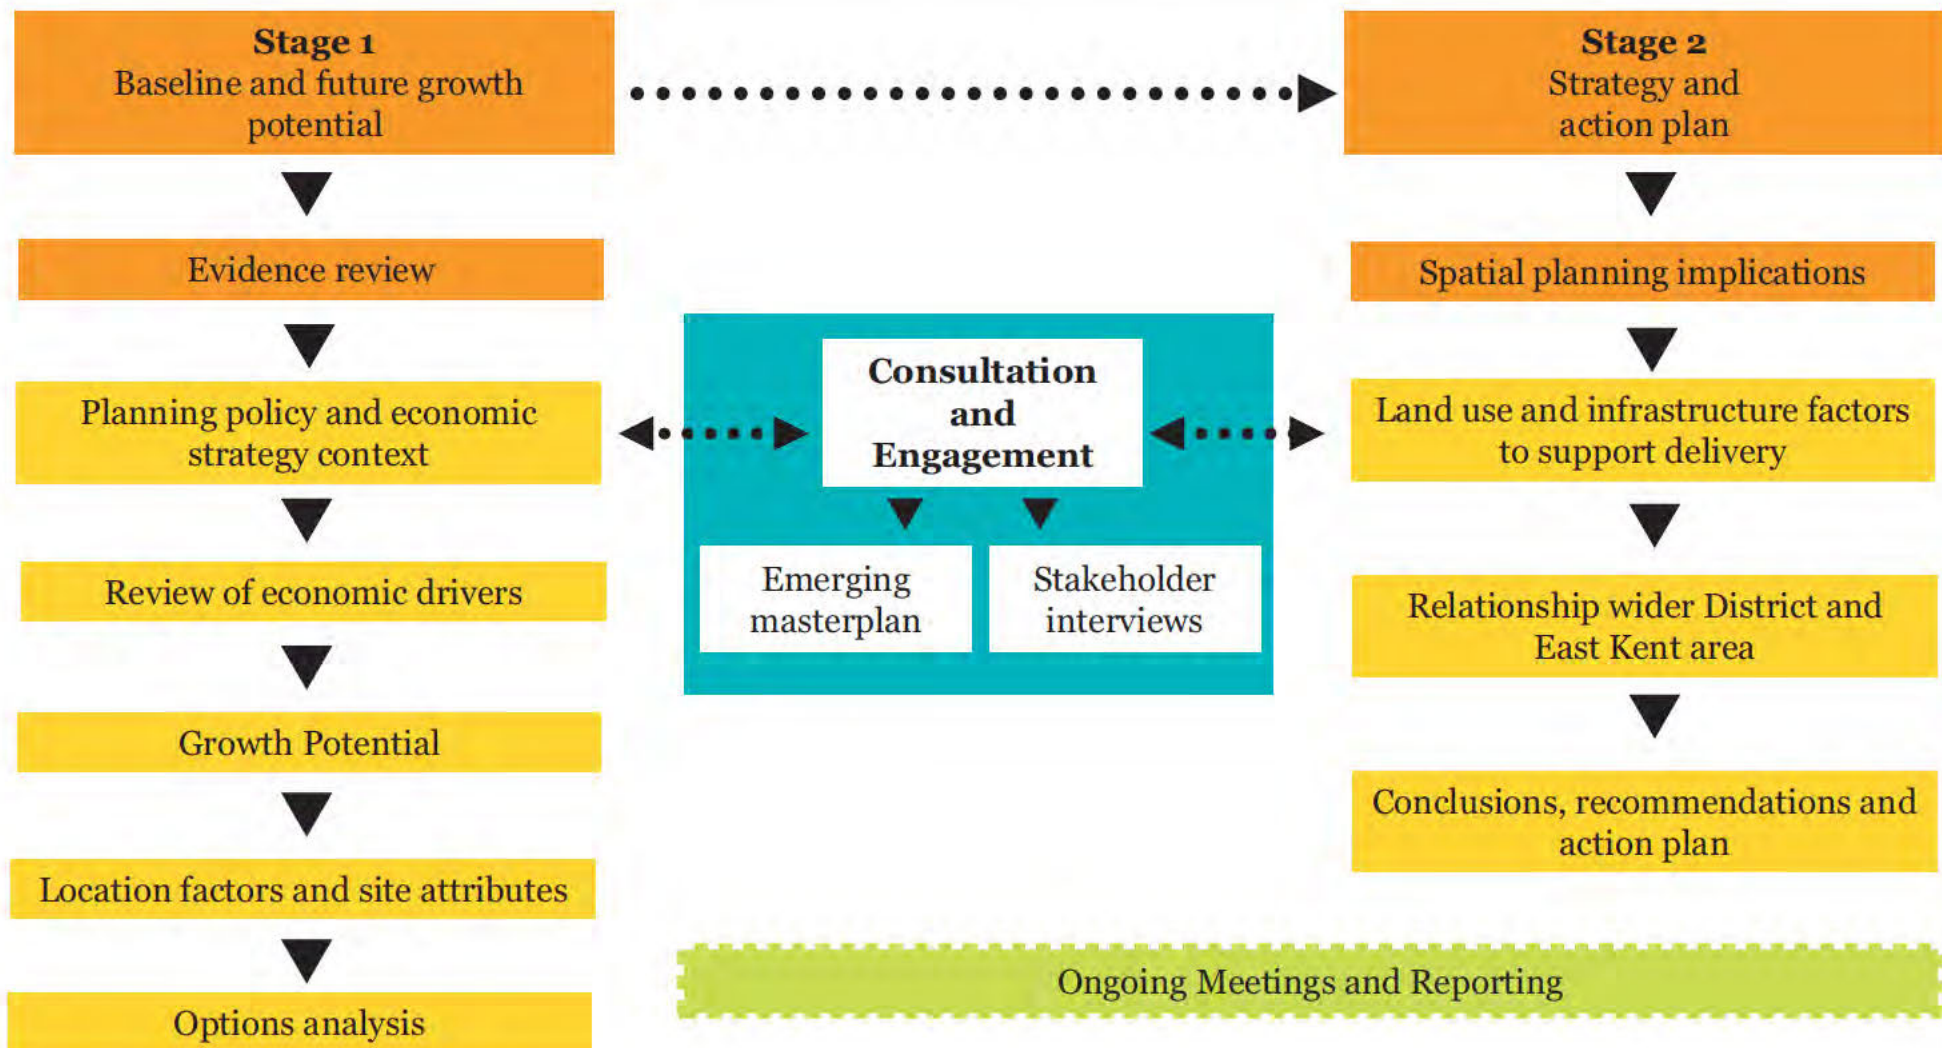 Stage 1
Baseline and future growth
potential
Evidence review
Planning policy and economic
strategy context
Review of economic drivers
Growth Potential
Location factors and site attributes
Options analysis
Consultation
and
Engagement
Emerging
masterplan
Stakeholder
interviews
Stage 2
Strategy and
action plan
Spatial planning implications
Land use and infrastructure factors
to support delivery
Relationship wider District and
East Kent area
Conclusions, recommendations and
action plan
Ongoing Meetings and Reporting